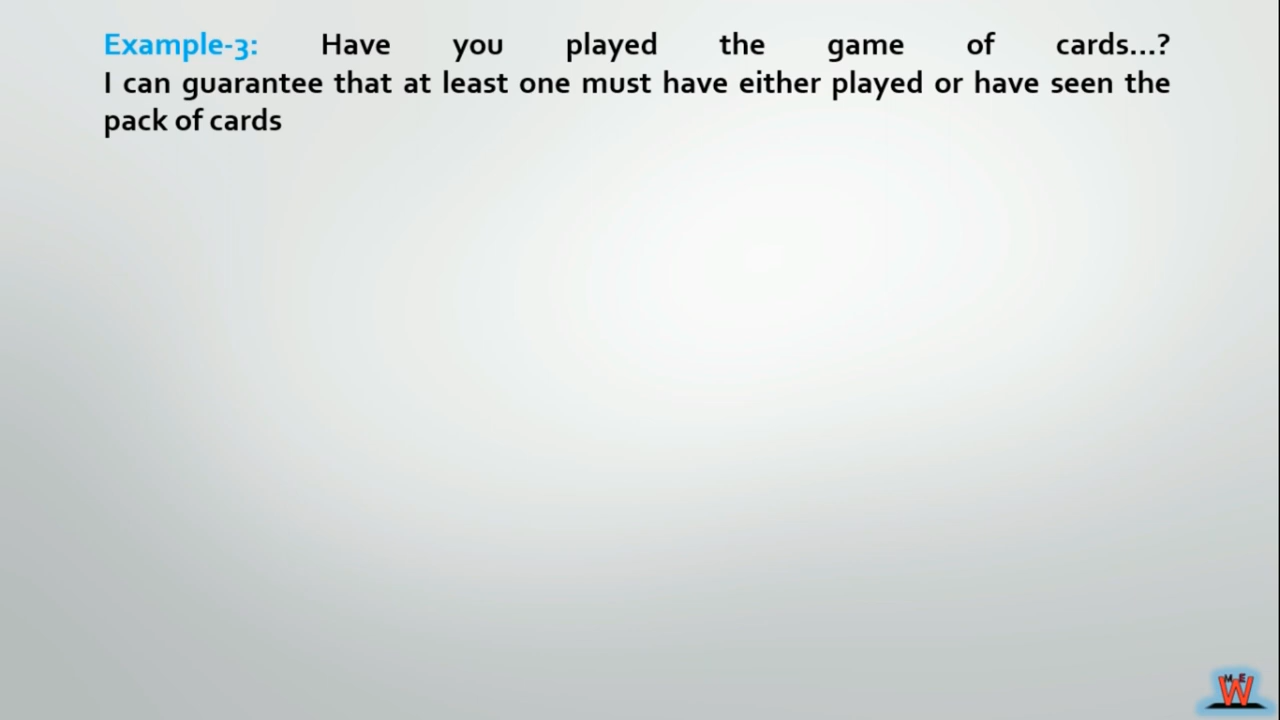 Example-3: Have you played the game of cards...?
I can guarantee that at least one must have either played or have seen the
pack of cards
M E
W